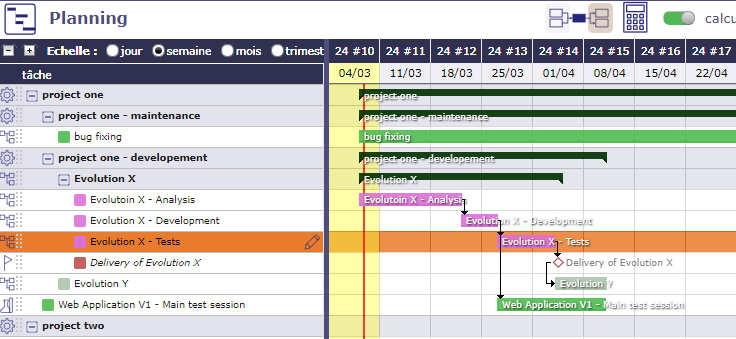 Planning
calcu
Echelle : jour semaine mois trimest
24 #10 24 #11 24 #12 24 #13 24 #14 24 #15 24 #16 24 #17
tâche 04/03 11/03 18/03 25/03 01/04 08/04 15/04 22/04
project one project one
project one - maintenance project one - maintenance
bug fixing bug fixing
project one - developement project one - developement
Evolution X Evolution X
Evolutoin X - Analysis Evolutoin X - Analysis
Evolution X - Development Evolution X - Development
Evolution X - Tests Evolution X - Tests
Delivery of Evolution X Delivery of Evolution X
Evolution Y Evolution Y
Web Application V1 - Main test session Web Application V1 - Main test session
project two